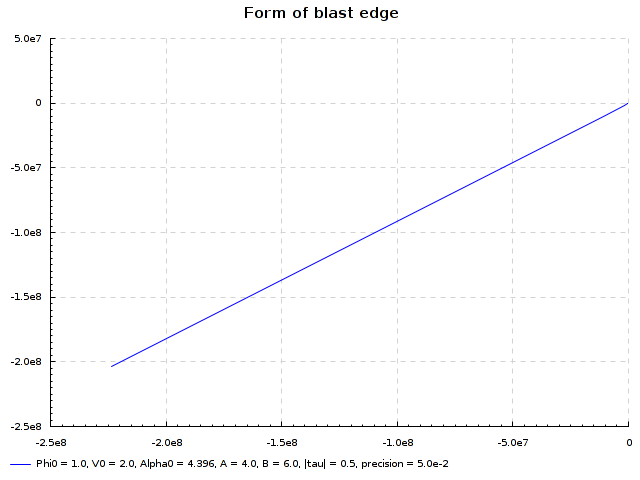 Form of blast edge
5.0e7
0
-5.0e7
-1.0e8
-1.5e8
-2.0e8
-2.5e8
-2.5e8 -2.0e8 -1.5e8 -1.0e8 -5.0e7 0
Phi0 = 1.0, V0 = 2.0, Alpha0 = 4.396, A = 4.0, B = 6.0, |tau| = 0.5, precision = 5.0e-2